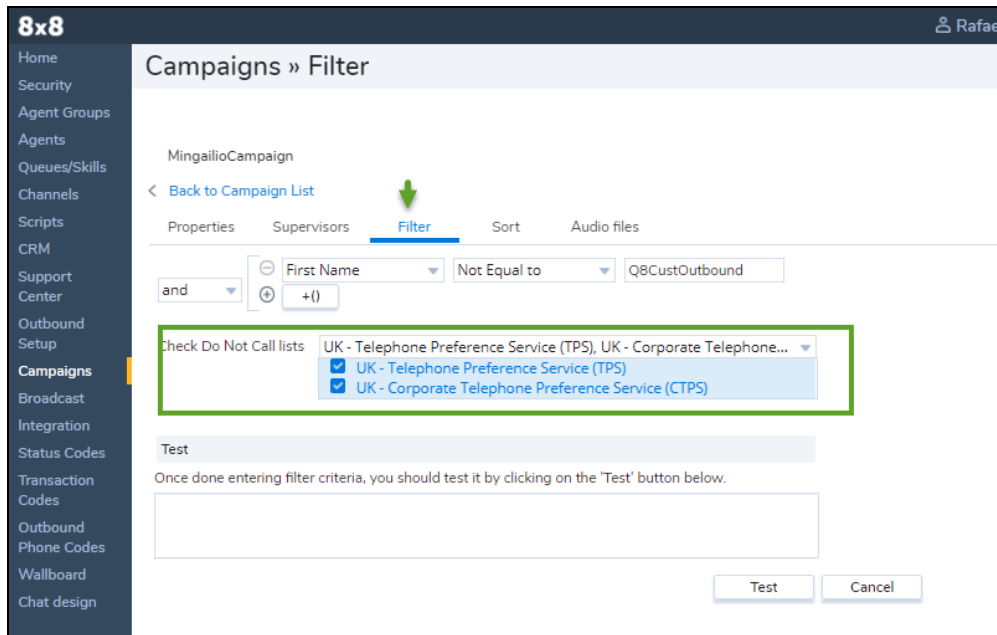 8x8
Rafae
Home
Security
Agent Groups
Agents
Queues/Skills
Channels
Scripts
CRM
Support
Center
Outbound
Setup
Campaigns
Broadcast
Integration
Status Codes
Transaction
Codes
Outbound
Phone Codes
Wallboard
Chat design
Campaigns » Filter
MingailioCampaign
< Back to Campaign List
Properties Supervisors Filter Sort Audio files
and
First Name Not Equal to Q8CustOutbound
+()
Check Do Not Call lists UK - Telephone Preference Service (TPS), UK - Corporate Telephone...
UK - Telephone Preference Service (TPS)
UK - Corporate Telephone Preference Service (CTPS)
Test
Once done entering filter criteria, you should test it by clicking on the 'Test' button below.
Test Cancel